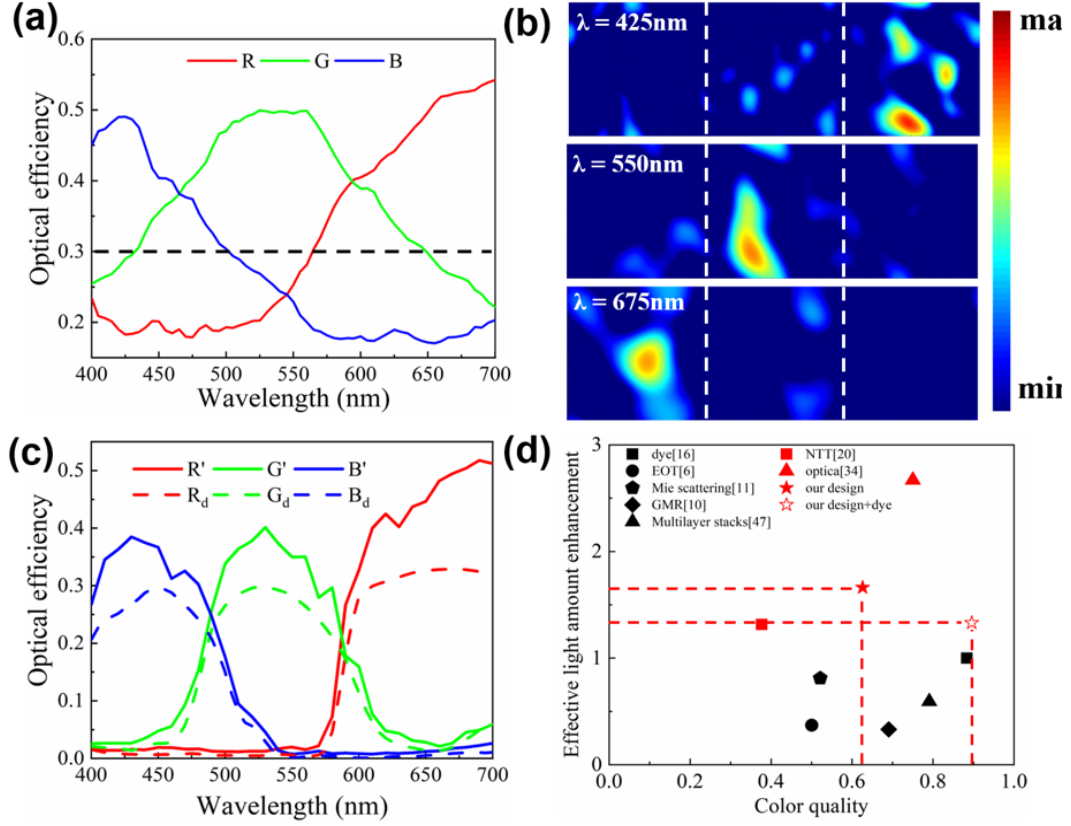 (a)
R G B
0.6
0.5
0.4
0.3
0.2
Optical efficiency
400 450 500 550 600 650 700
Wavelength (nm)
(b)
λ = 425nm
λ = 550nm
λ = 675nm
ma
min
(c)
R' G' B'
Rd Gd Bd
0.5
0.4
0.3
0.2
0.1
0.0
Optical efficiency
400 450 500 550 600 650 700
Wavelength (nm)
(d)
dye[16] NTT[20]
EOT[6] optica[34]
Mie scattering[11] our design
GMR[10] our design+dye
Multilayer stacks[47]
3
2
1
0
Effective light amount enhancement
0.0 0.2 0.4 0.6 0.8 1.0
Color quality